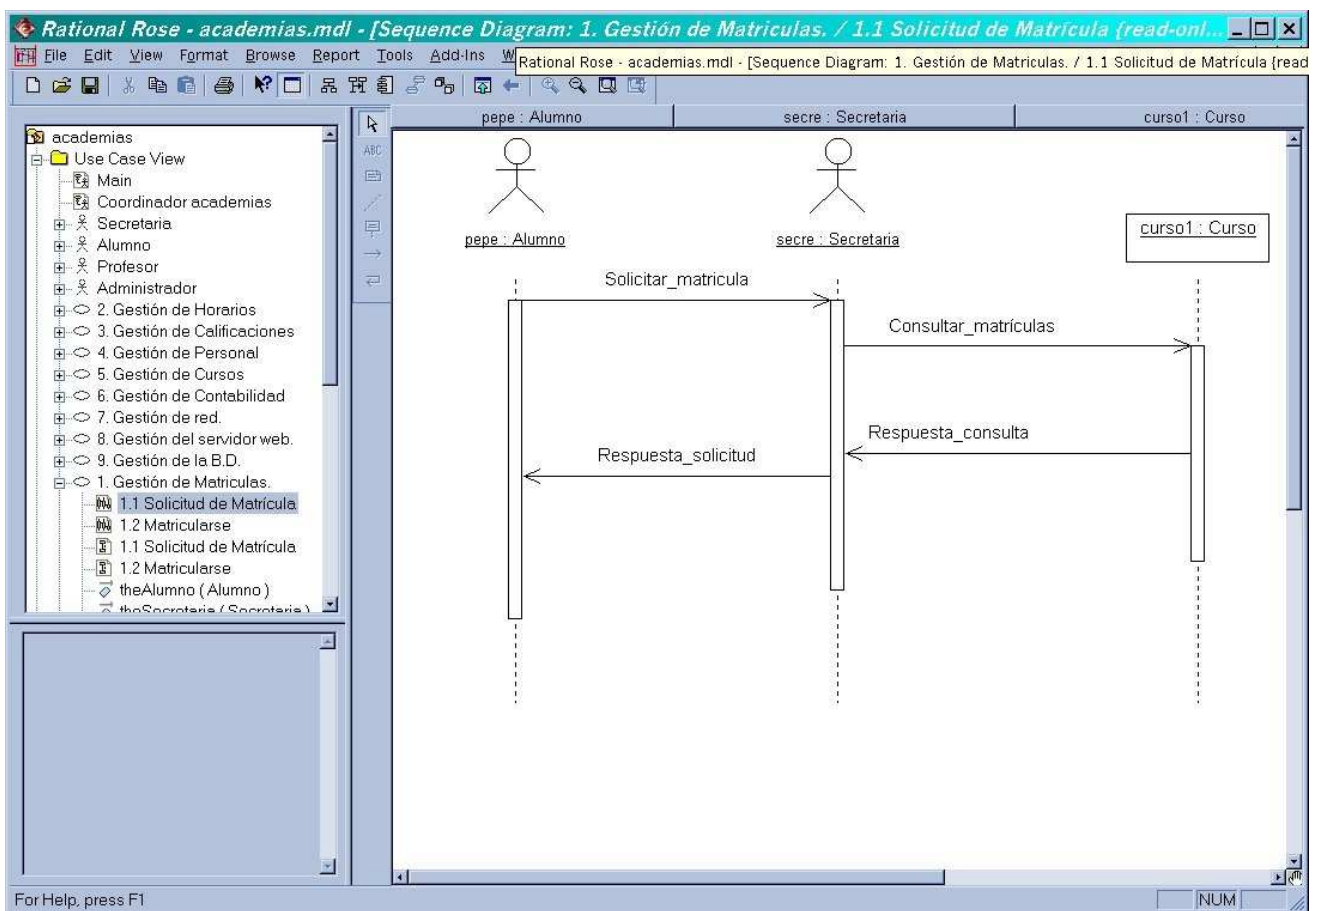 Rational Rose - academias.mdl - [Sequence Diagram: 1. Gestión de Matriculas. / 1.1 Solicitud de Matrícula {read-onl...
File Edit View Format Browse Report Tools Add-Ins W
Rational Rose - academias.mdl - [Sequence Diagram: 1. Gestión de Matriculas. / 1.1 Solicitud de Matrícula {read
pepe : Alumno secre : Secretaria curso1 : Curso
academias
Use Case View
Main
Coordinador academias
Secretaria
Alumno
Profesor
Administrador
2. Gestión de Horarios
3. Gestión de Calificaciones
4. Gestión de Personal
5. Gestión de Cursos
6. Gestión de Contabilidad
7. Gestión de red.
8. Gestión del servidor web.
9. Gestión de la B.D.
1. Gestión de Matriculas.
1.1 Solicitud de Matrícula
1.2 Matricularse
1.1 Solicitud de Matrícula
1.2 Matricularse
theAlumno ( Alumno )
theSecretaria ( Secretaria )
ABC
pepe : Alumno
secre : Secretaria
curso1 : Curso
Solicitar_matricula
Consultar_matrículas
Respuesta_consulta
Respuesta_solicitud
For Help, press F1
NUM